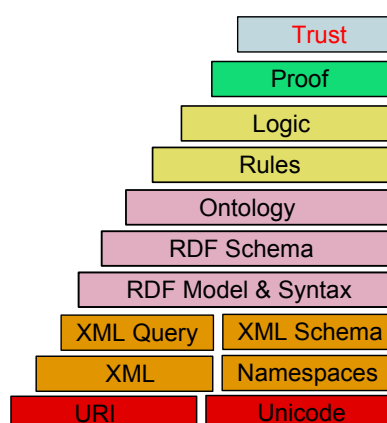 Trust
Proof
Logic
Rules
Ontology
RDF Schema
RDF Model & Syntax
XML Query XML Schema
XML Namespaces
URI Unicode